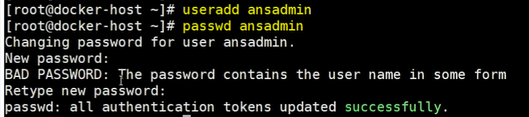 [root@docker-host ~]# useradd ansadmin
[root@docker-host ~]# passwd ansadmin
Changing password for user ansadmin.
New password:
BAD PASSWORD: The password contains the user name in some form
Retype new password:
passwd: all authentication tokens updated successfully.